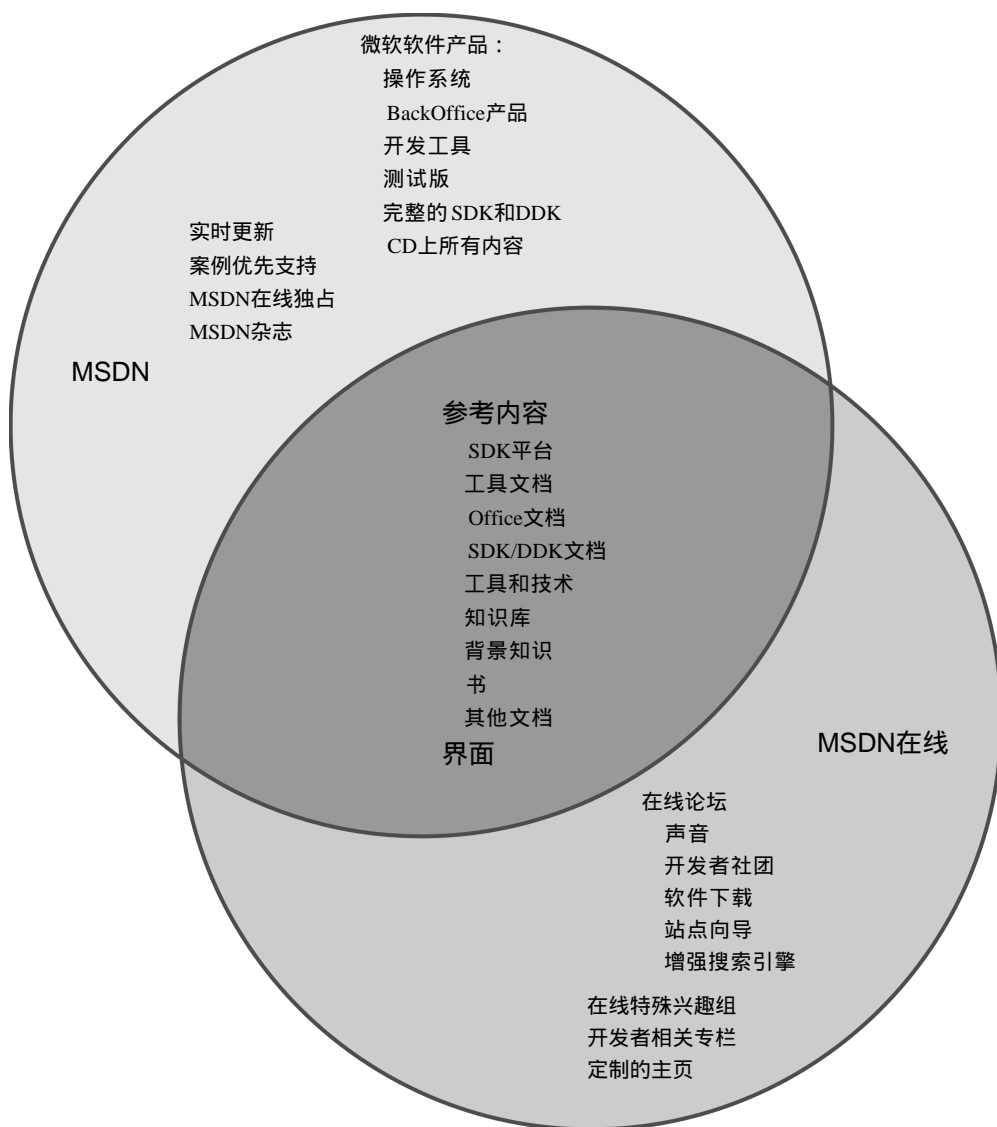 微软软件产品：
操作系统
BackOffice产品
开发工具
测试版
完整的SDK和DDK
CD上所有内容
实时更新
案例优先支持
MSDN在线独占
MSDN杂志
MSDN
参考内容
SDK平台
工具文档
Office文档
SDK/DDK文档
工具和技术
知识库
背景知识
书
其他文档
界面
MSDN在线
在线论坛
声音
开发者社团
软件下载
站点向导
增强搜索引擎
在线特殊兴趣组
开发者相关专栏
定制的主页